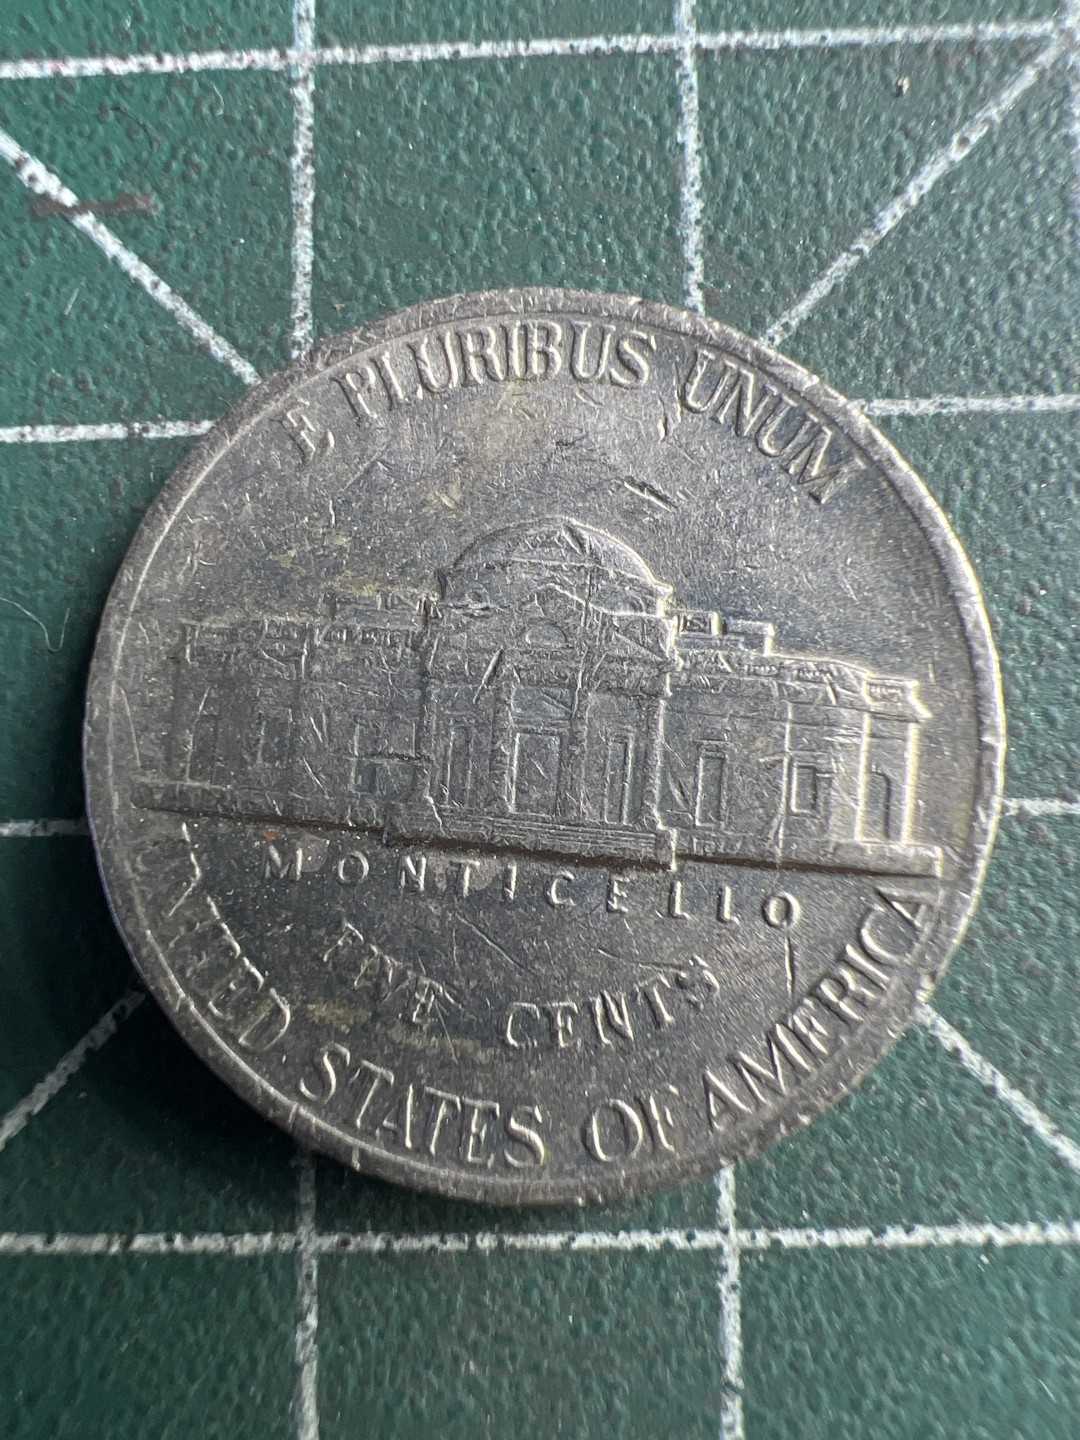 E PLURIBUS UNUM
MONTICELLO
FIVE CENTS
UNITED STATES OF AMERICA